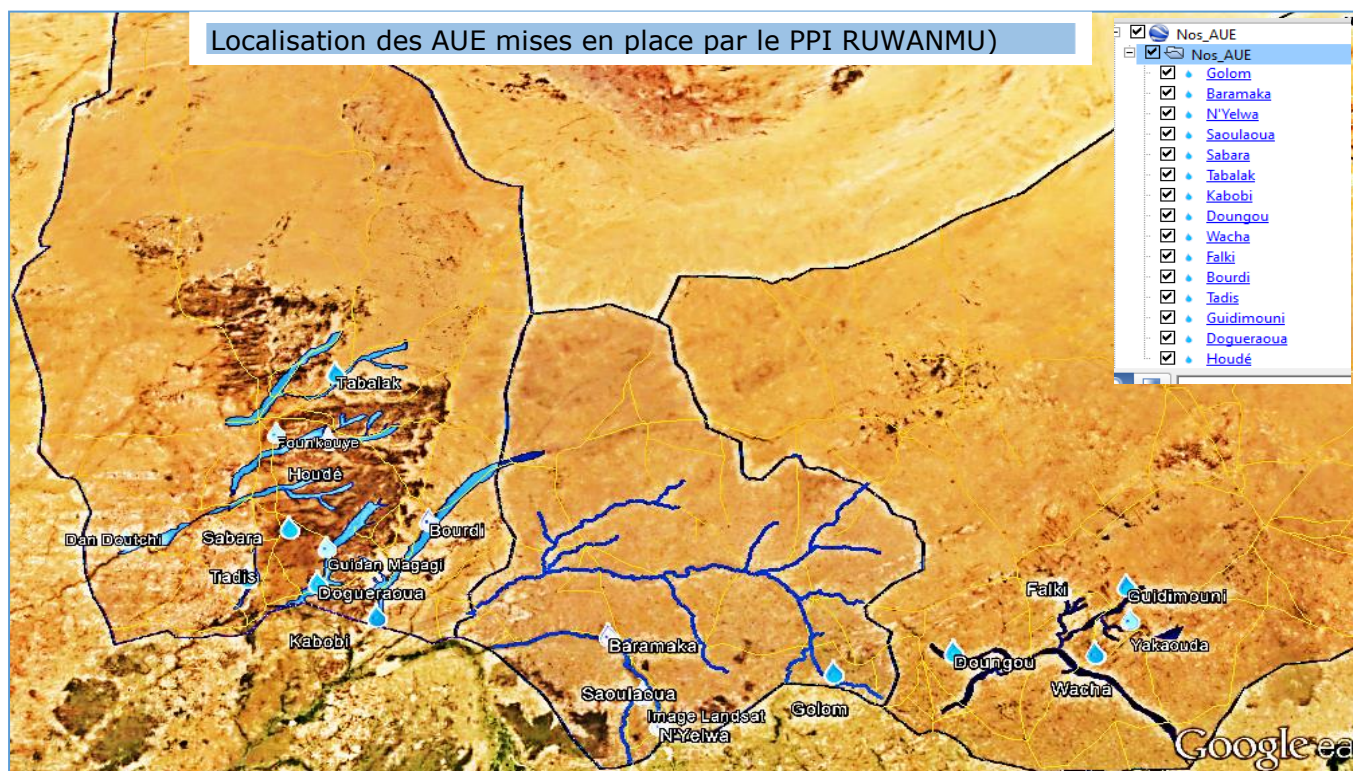 Localisation des AUE mises en place par le PPI RUWANMU)
Nos_AUE
Nos_AUE
Golom
Baramaka
N'Yelwa
Saoulaoua
Sabara
Tabalak
Kabobi
Doungou
Wacha
Falki
Bourdi
Tadis
Guidimouni
Dogueraoua
Houdé
Tabalak
Founkouye
Houdé
Dan Doutchi
Sabara
Bourdi
Guidan Magagi
Tadis
Dogueraoua
Kabobi
Baramaka
Saoulaoua
Image Landsat
N'Yelwa
Golom
Falki
Guidimouni
Yakaouda
Doungou
Wacha
Google ea